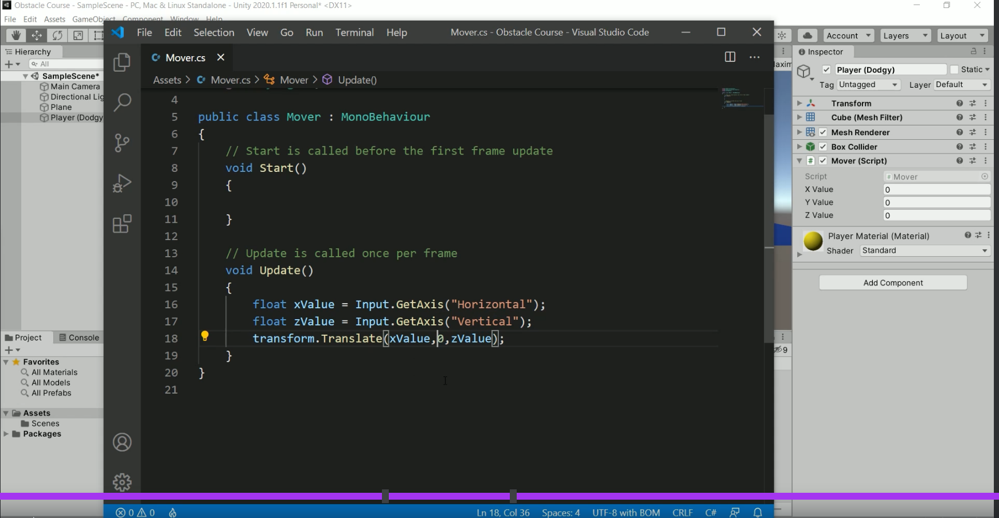 Obstacle Course - SampleScene - PC, Mac & Linux Standalone - Unity 2020.1.1f1 Personal* <DX11>
File Edit Assets GameObject Component Window Help
File Edit Selection View Go Run Terminal Help
Mover.cs - Obstacle Course - Visual Studio Code
Account Layers Layout
Hierarchy
All
SampleScene*
Main Camera
Directional Lig
Plane
Player (Dodgy
Mover.cs
Assets > Mover.cs > Mover > Update()
4
5 public class Mover : MonoBehaviour
6 {
7 // Start is called before the first frame update
8 void Start()
9 {
10
11 }
12
13 // Update is called once per frame
14 void Update()
15 {
16 float xValue = Input.GetAxis("Horizontal");
17 float zValue = Input.GetAxis("Vertical");
18 transform.Translate(xValue,0,zValue);
19 }
20 }
21
Inspector
Player (Dodgy)
Static
Tag Untagged Layer Default
Transform
Cube (Mesh Filter)
Mesh Renderer
Box Collider
Mover (Script)
Script Mover
X Value 0
Y Value 0
Z Value 0
Player Material (Material)
Shader Standard
Add Component
9
Project Console
Favorites
All Materials
All Models
All Prefabs
Assets
Scenes
Packages
0 0
Ln 18, Col 36 Spaces: 4 UTF-8 with BOM CRLF C#